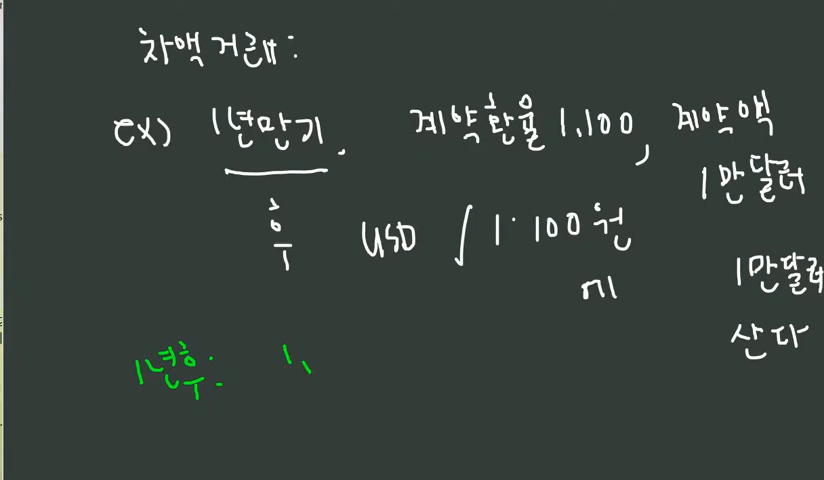 차액거래:
ex) 1년만기. 계약환율 1,100, 계약액
1만달러
후 USD / 1.100원
에
1만달러
산다
1년후. 1,